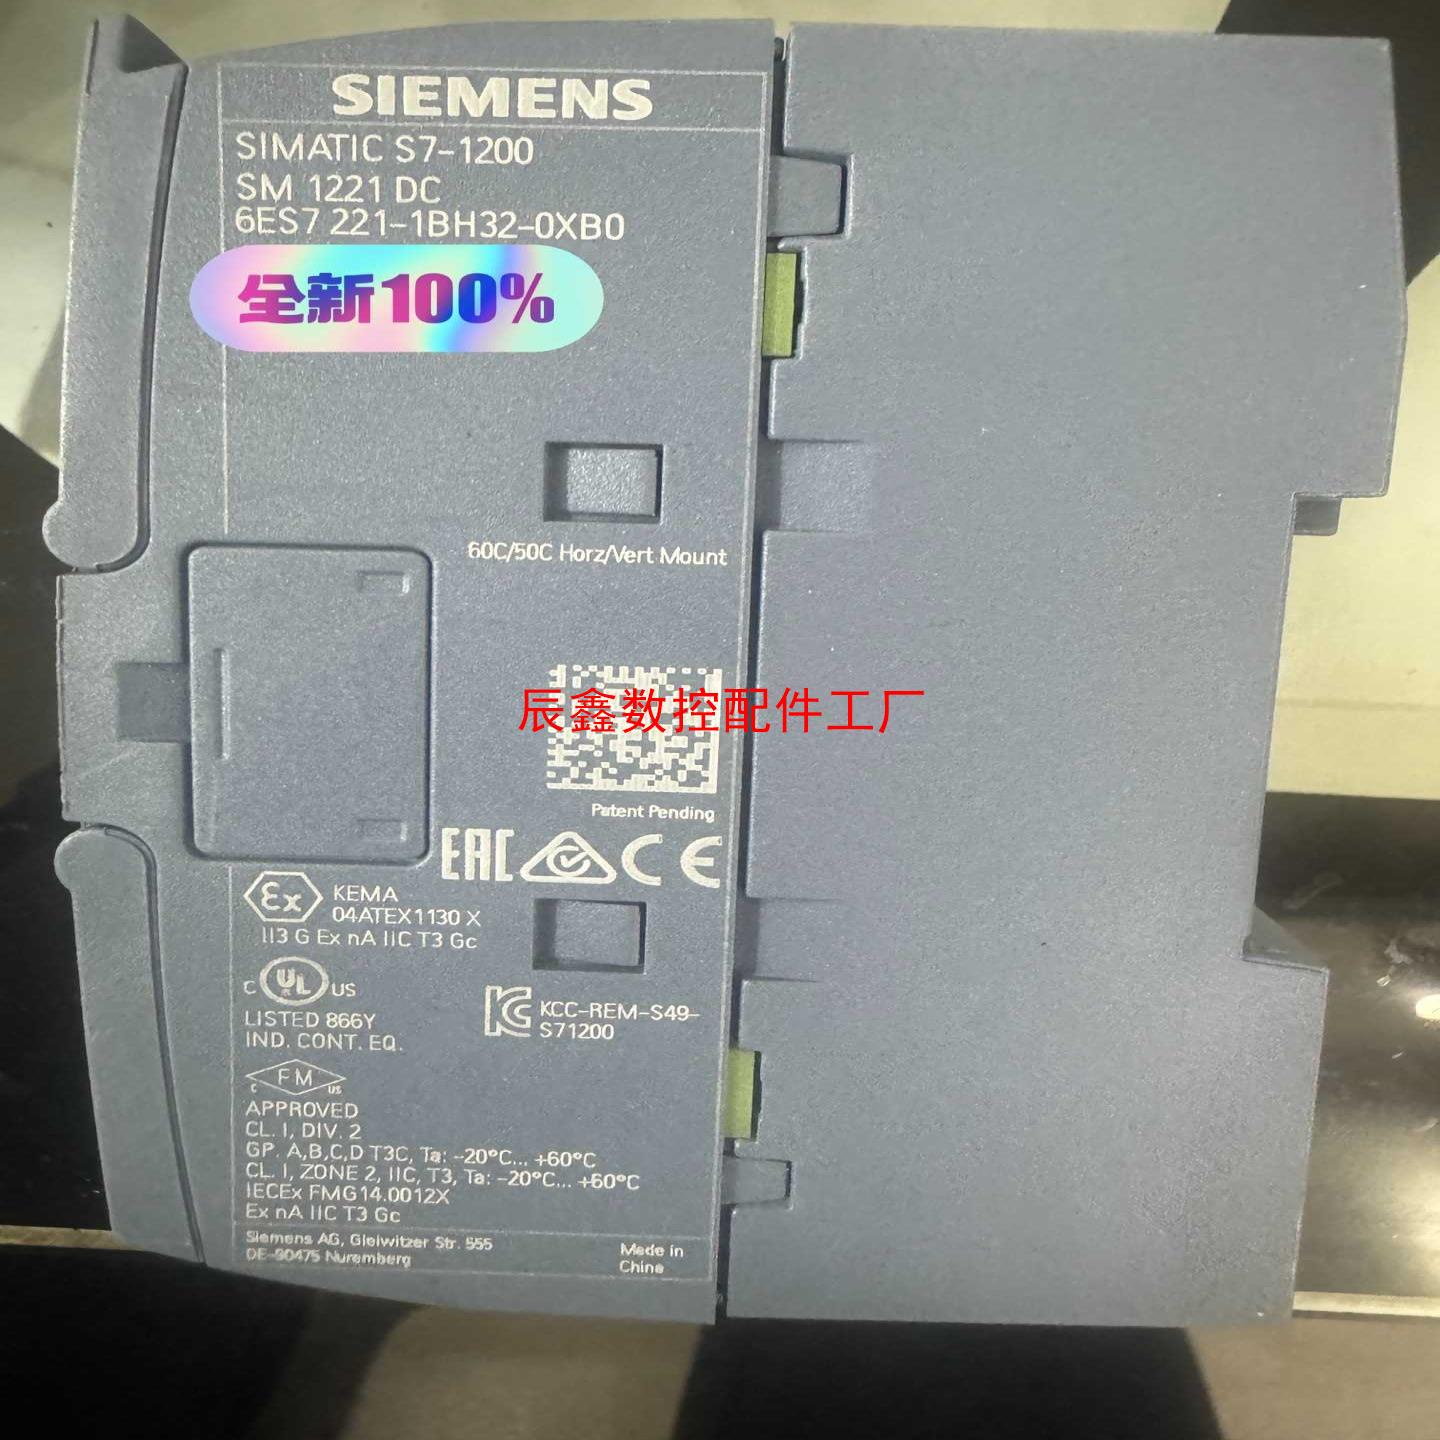 SIEMENS
SIMATIC S7-1200
SM 1221 DC
6ES7 221-1BH32-0XB0
全新100%
60C/50C Horz/Vert Mount
辰鑫数控配件工厂
Patent Pending
EAC CE
Ex KEMA
04ATEX1130 X
II3 G Ex nA IIC T3 Gc
C UL US
LISTED 866Y
IND. CONT. EQ.
KCC-REM-S49-
S71200
C FM US
APPROVED
CL. I, DIV. 2
GP. A,B,C,D T3C, Ta: -20°C... +60°C
CL. I, ZONE 2, IIC, T3, Ta: -20°C... +60°C
IECEx FMG14.0012X
Ex nA IIC T3 Gc
Siemens AG, Gleiwitzer Str. 555
DE-90475 Nuremberg
Made in
China